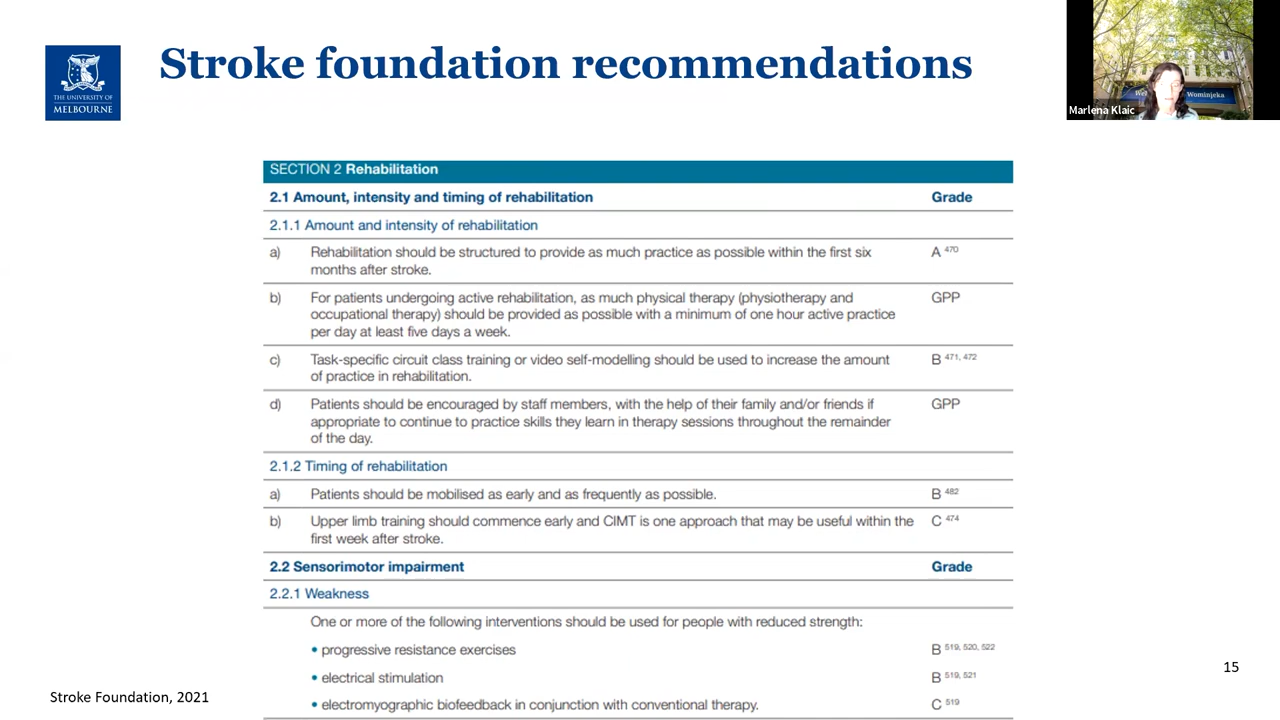 Stroke foundation recommendations
THE UNIVERSITY OF
MELBOURNE
Wominjeka
Marlena Klaic
SECTION 2 Rehabilitation
2.1 Amount, intensity and timing of rehabilitation Grade
2.1.1 Amount and intensity of rehabilitation
a) Rehabilitation should be structured to provide as much practice as possible within the first six A 470
months after stroke.
b) For patients undergoing active rehabilitation, as much physical therapy (physiotherapy and GPP
occupational therapy) should be provided as possible with a minimum of one hour active practice
per day at least five days a week.
c) Task-specific circuit class training or video self-modelling should be used to increase the amount B 471, 472
of practice in rehabilitation.
d) Patients should be encouraged by staff members, with the help of their family and/or friends if GPP
appropriate to continue to practice skills they learn in therapy sessions throughout the remainder
of the day.
2.1.2 Timing of rehabilitation
a) Patients should be mobilised as early and as frequently as possible. B 482
b) Upper limb training should commence early and CIMT is one approach that may be useful within the C 474
first week after stroke.
2.2 Sensorimotor impairment Grade
2.2.1 Weakness
One or more of the following interventions should be used for people with reduced strength:
• progressive resistance exercises B 519, 520, 522
• electrical stimulation B 519, 521
• electromyographic biofeedback in conjunction with conventional therapy. C 519
15
Stroke Foundation, 2021